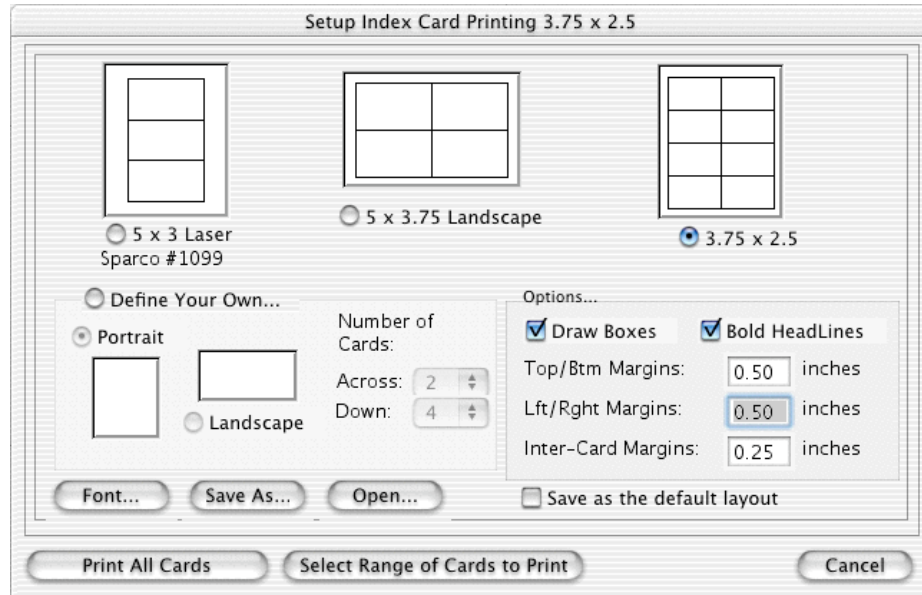 Setup Index Card Printing 3.75 x 2.5
5 x 3 Laser
Sparco #1099
5 x 3.75 Landscape
3.75 x 2.5
Define Your Own...
Portrait
Landscape
Number of
Cards:
Across: 2
Down: 4
Options...
Draw Boxes Bold HeadLines
Top/Btm Margins: 0.50 inches
Lft/Rght Margins: 0.50 inches
Inter-Card Margins: 0.25 inches
Font... Save As... Open...
Save as the default layout
Print All Cards Select Range of Cards to Print Cancel